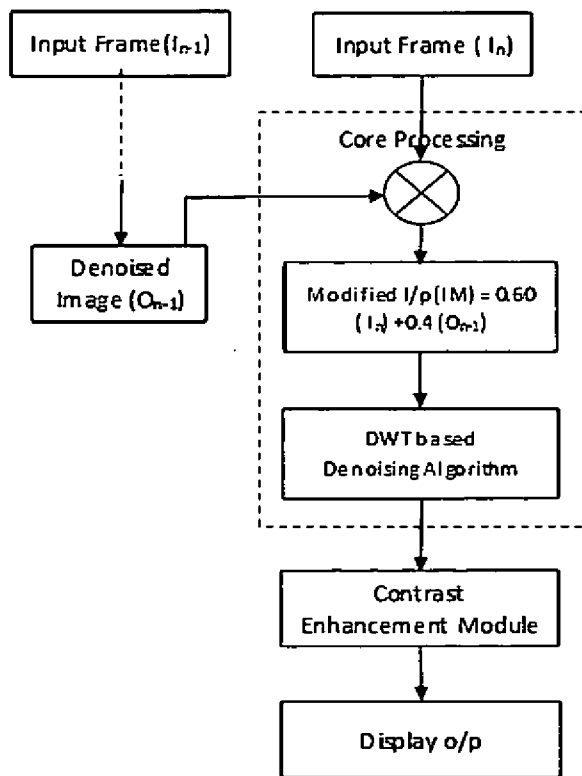 Input Frame (Iₙ₋₁)
Input Frame ( Iₙ)
Core Processing
Denoised
Image (Oₙ₋₁)
Modified I/p (IM) = 0.60
( Iₙ) +0.4 (Oₙ₋₁)
DWT based
Denoising Algorithm
Contrast
Enhancement Module
Display o/p